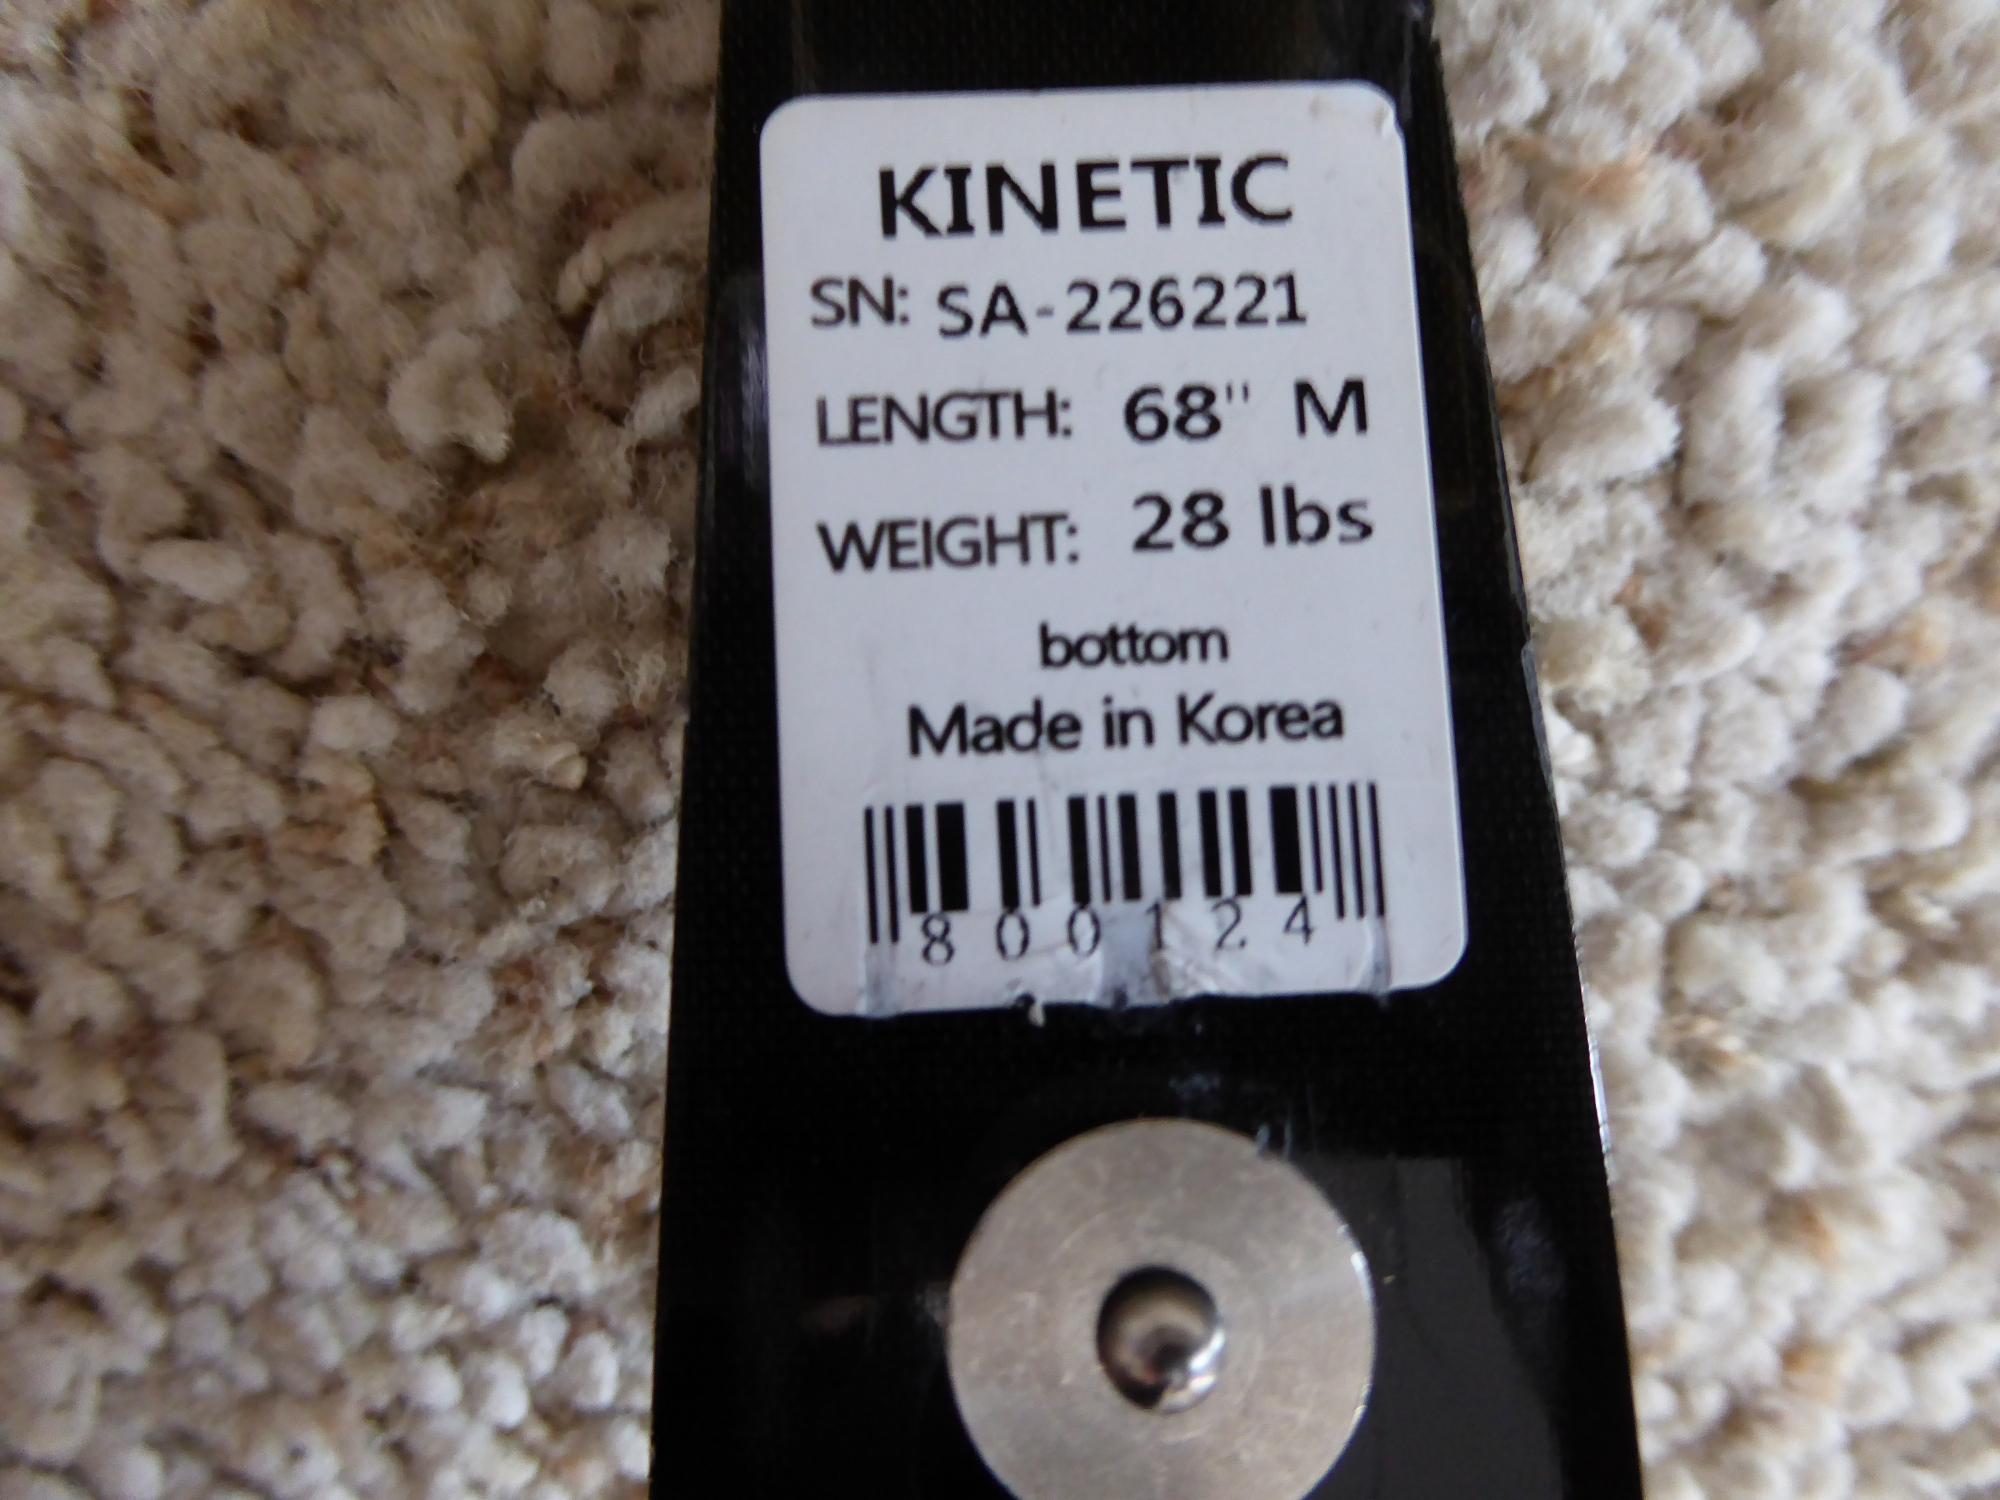 KINETIC
SN: SA-226221
LENGTH: 68" M
WEIGHT: 28 lbs
bottom
Made in Korea
800124